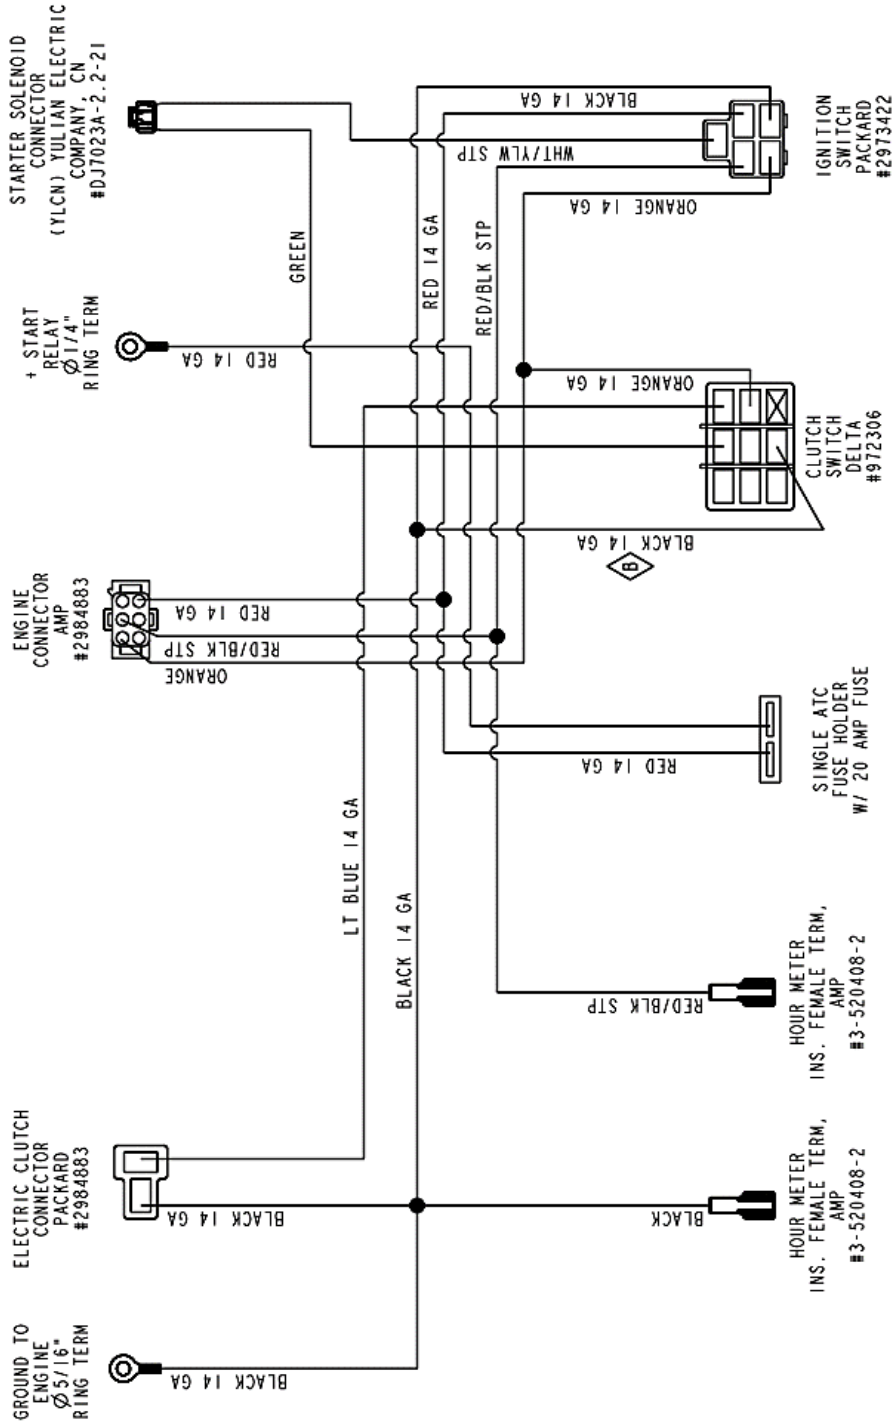 STARTER SOLENOID
CONNECTOR
(YLCN) YULIAN ELECTRIC
COMPANY, CN
#DJ7023A-2.2-21
+ START
RELAY
Ø1/4"
RING TERM
ENGINE
CONNECTOR
AMP
#2984883
ELECTRIC CLUTCH
CONNECTOR
PACKARD
#2984883
GROUND TO
ENGINE
Ø5/16"
RING TERM
GREEN
RED 14 GA
RED 14 GA
RED/BLK STP
ORANGE
BLACK 14 GA
BLACK 14 GA
LT BLUE 14 GA
BLACK 14 GA
RED 14 GA
RED/BLK STP
BLACK 14 GA
WHT/YLW STP
ORANGE 14 GA
ORANGE 14 GA
BLACK 14 GA
B
RED 14 GA
RED/BLK STP
BLACK
IGNITION
SWITCH
PACKARD
#2973422
CLUTCH
SWITCH
DELTA
#972306
SINGLE ATC
FUSE HOLDER
W/ 20 AMP FUSE
HOUR METER
INS. FEMALE TERM,
AMP
#3-520408-2
HOUR METER
INS. FEMALE TERM,
AMP
#3-520408-2